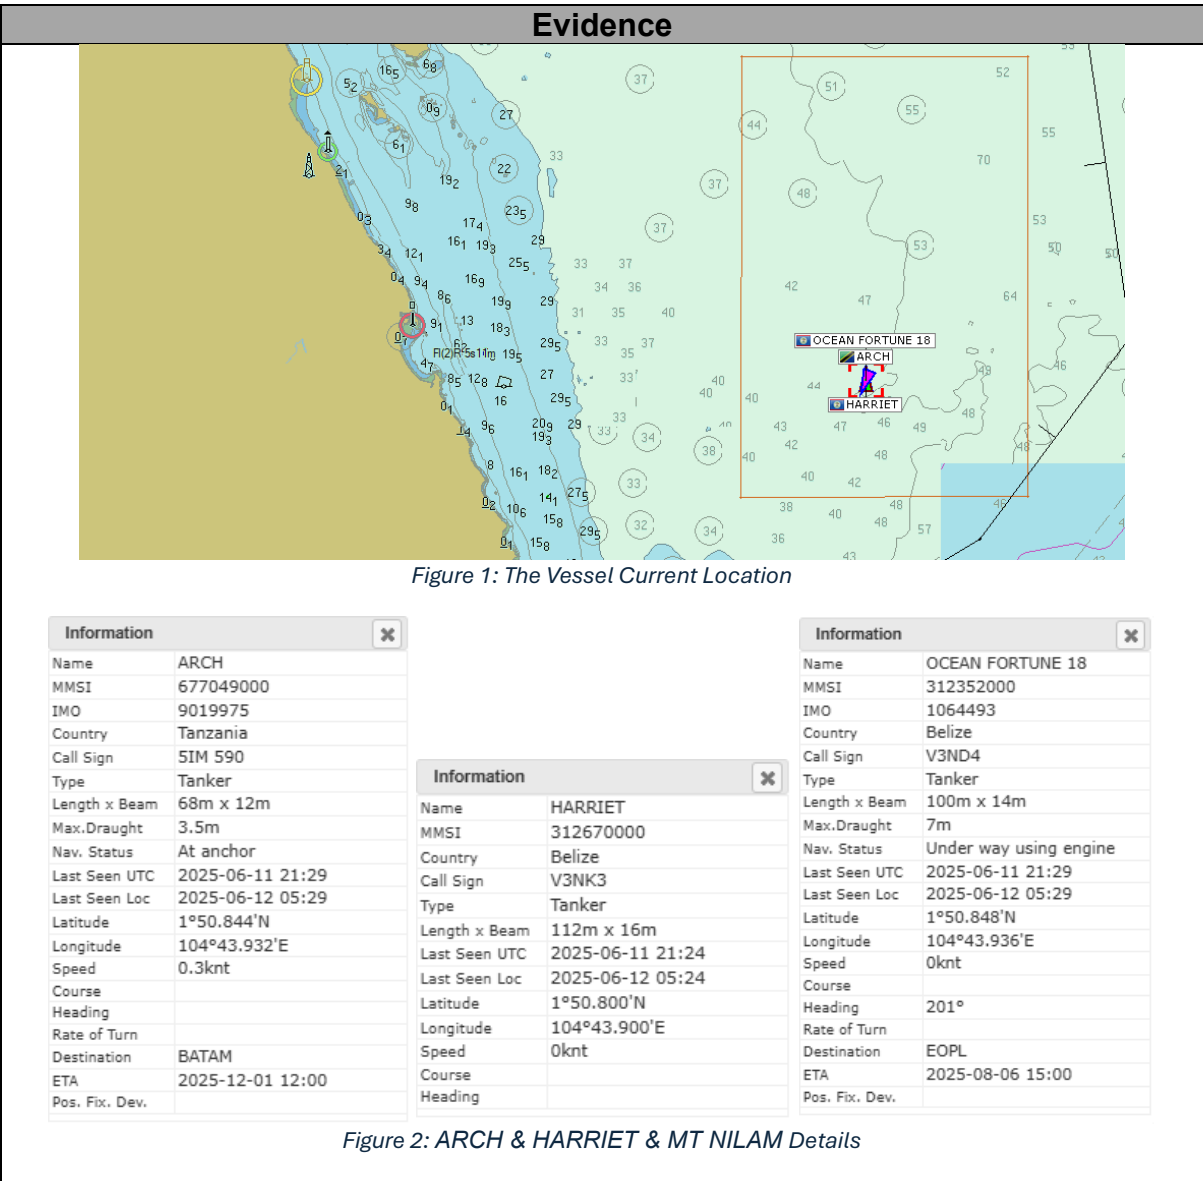 Evidence
OCEAN FORTUNE 18
ARCH
HARRIET
Fl(2)R 5s11m
Figure 1: The Vessel Current Location
Information
Name ARCH
MMSI 677049000
IMO 9019975
Country Tanzania
Call Sign 5IM 590
Type Tanker
Length x Beam 68m x 12m
Max.Draught 3.5m
Nav. Status At anchor
Last Seen UTC 2025-06-11 21:29
Last Seen Loc 2025-06-12 05:29
Latitude 1°50.844'N
Longitude 104°43.932'E
Speed 0.3knt
Course
Heading
Rate of Turn
Destination BATAM
ETA 2025-12-01 12:00
Pos. Fix. Dev.
Information
Name HARRIET
MMSI 312670000
Country Belize
Call Sign V3NK3
Type Tanker
Length x Beam 112m x 16m
Last Seen UTC 2025-06-11 21:24
Last Seen Loc 2025-06-12 05:24
Latitude 1°50.800'N
Longitude 104°43.900'E
Speed 0knt
Course
Heading
Information
Name OCEAN FORTUNE 18
MMSI 312352000
IMO 1064493
Country Belize
Call Sign V3ND4
Type Tanker
Length x Beam 100m x 14m
Max.Draught 7m
Nav. Status Under way using engine
Last Seen UTC 2025-06-11 21:29
Last Seen Loc 2025-06-12 05:29
Latitude 1°50.848'N
Longitude 104°43.936'E
Speed 0knt
Course
Heading 201°
Rate of Turn
Destination EOPL
ETA 2025-08-06 15:00
Pos. Fix. Dev.
Figure 2: ARCH & HARRIET & MT NILAM Details